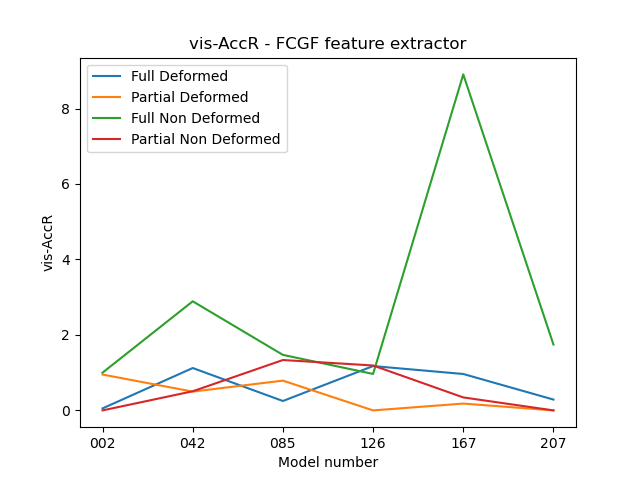 vis-AccR - FCGF feature extractor
Full Deformed
Partial Deformed
Full Non Deformed
Partial Non Deformed
8
6
4
2
0
vis-AccR
002 042 085 126 167 207
Model number